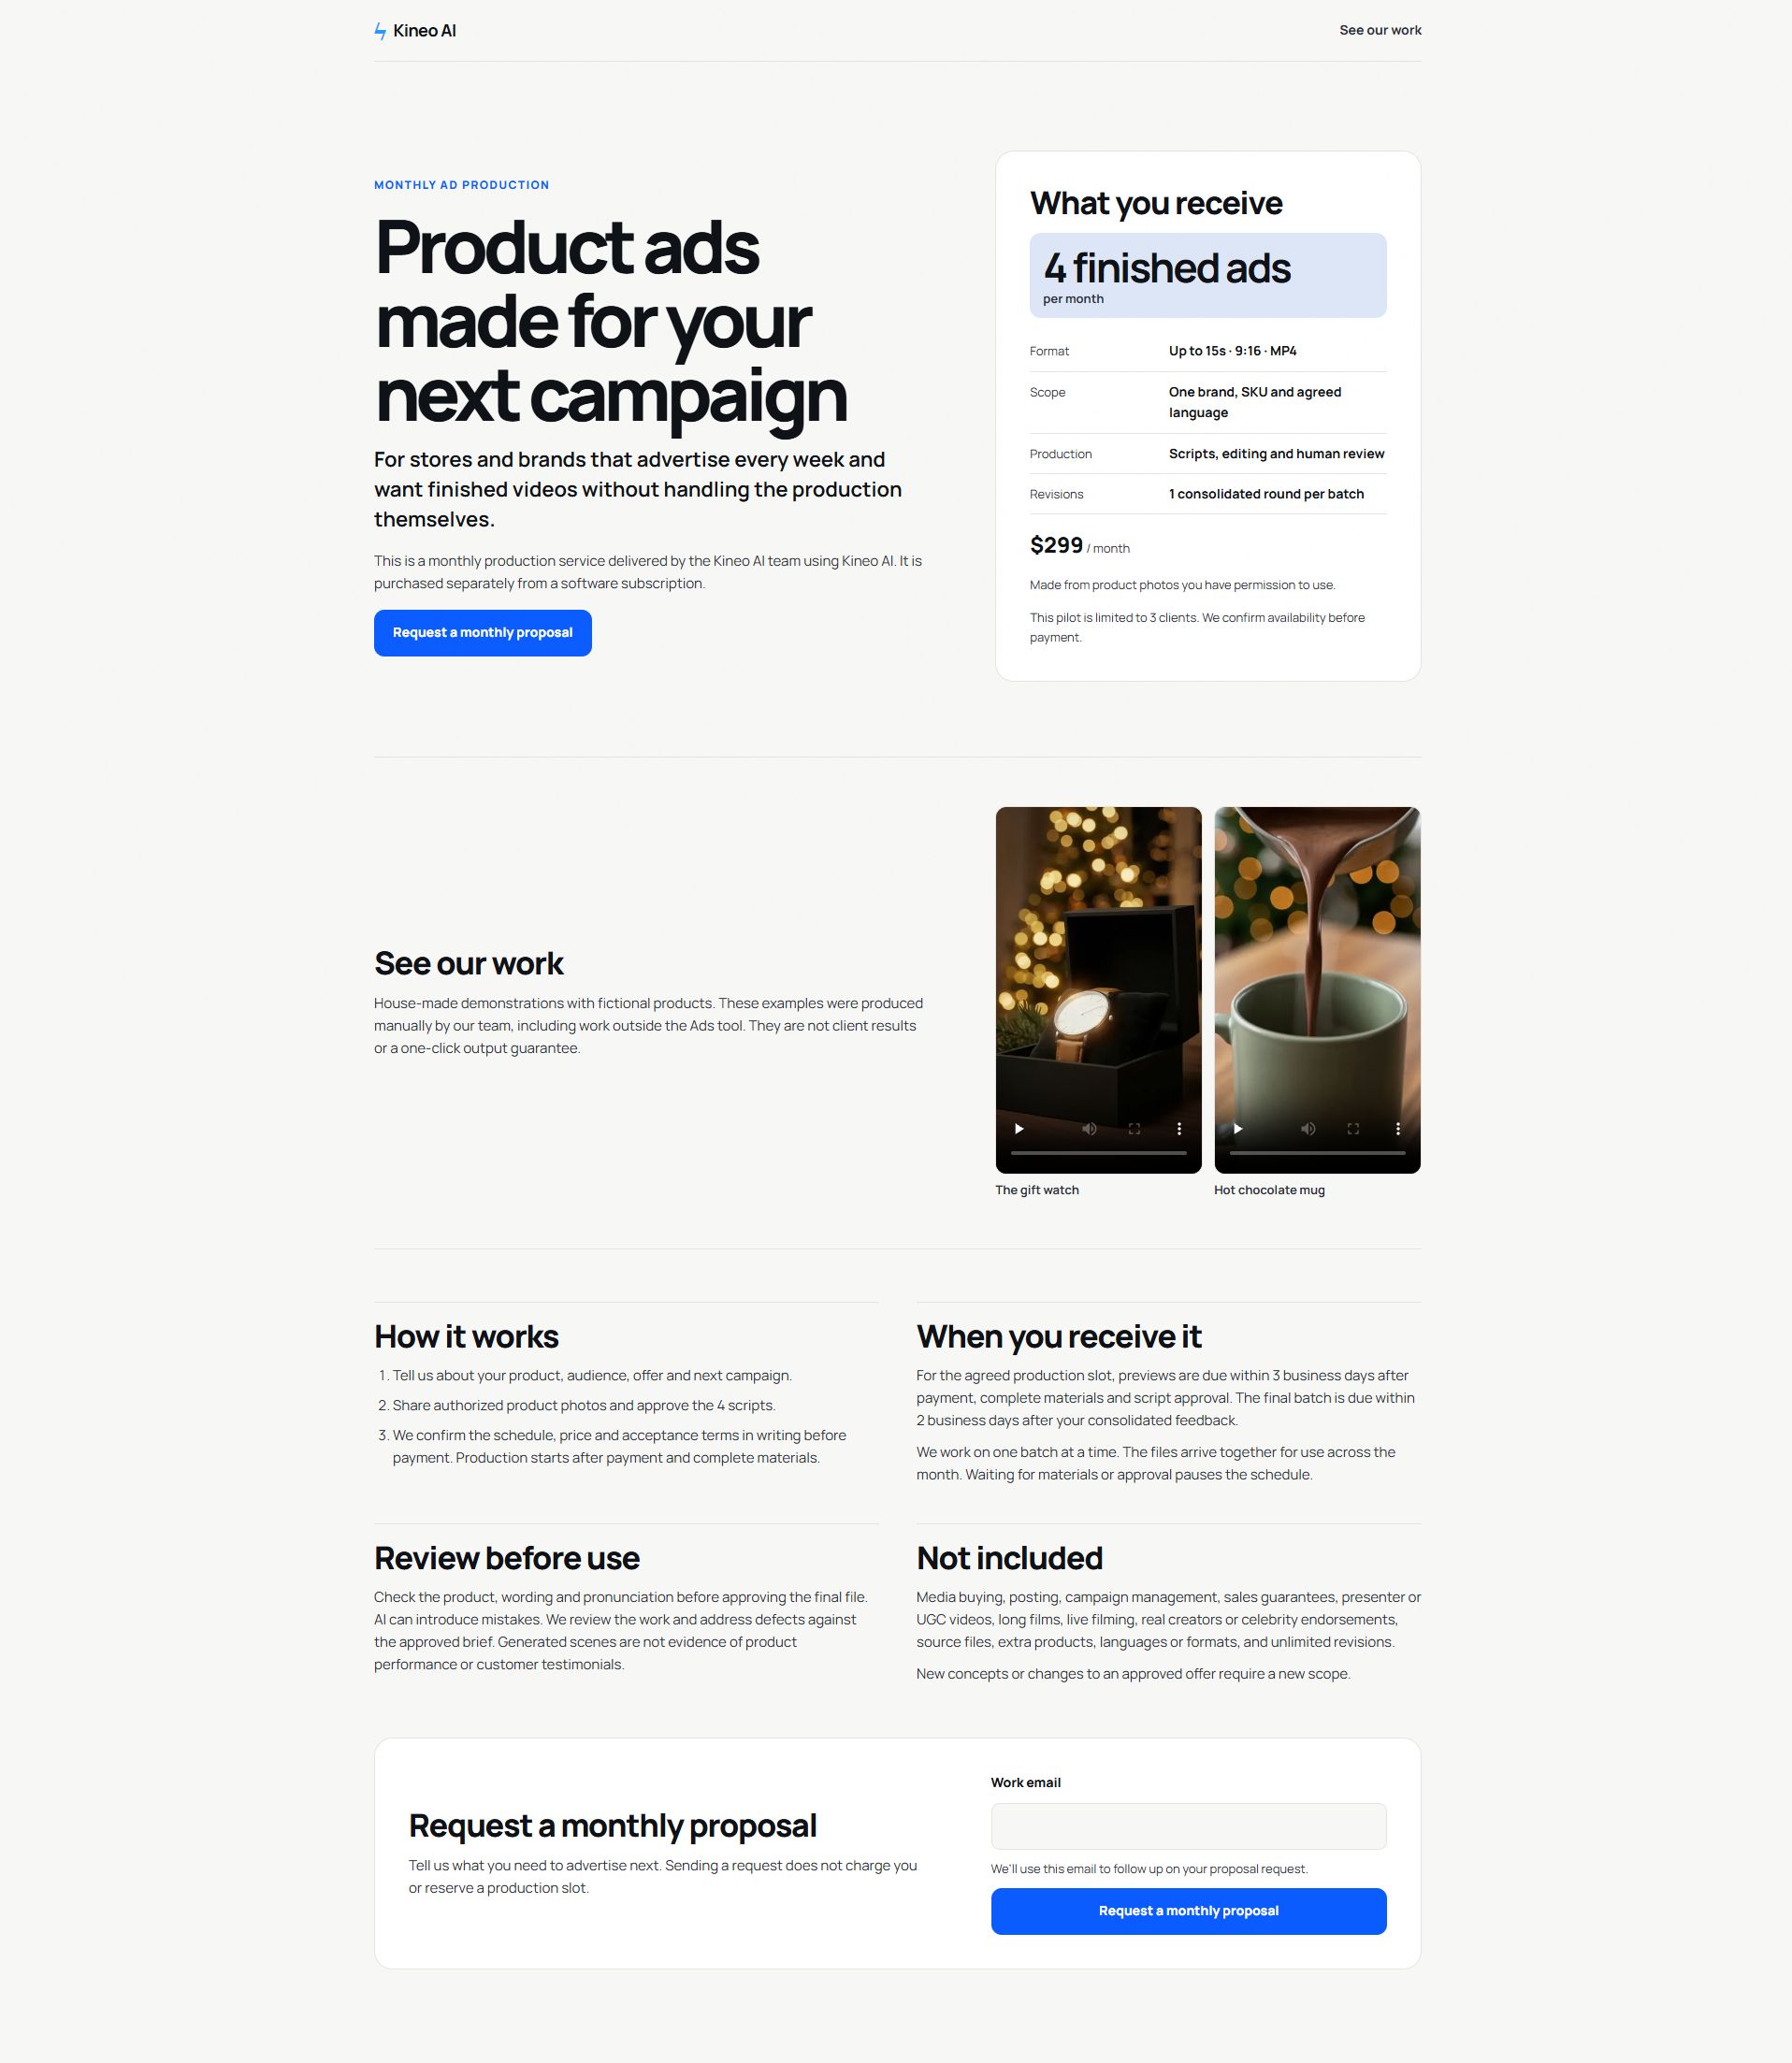 Kineo AI
See our work
MONTHLY AD PRODUCTION
Product ads
made for your
next campaign
For stores and brands that advertise every week and
want finished videos without handling the production
themselves.
This is a monthly production service delivered by the Kineo AI team using Kineo AI. It is
purchased separately from a software subscription.
Request a monthly proposal
What you receive
4 finished ads
per month
Format
Up to 15s · 9:16 · MP4
Scope
One brand, SKU and agreed
language
Production
Scripts, editing and human review
Revisions
1 consolidated round per batch
$299 / month
Made from product photos you have permission to use.
This pilot is limited to 3 clients. We confirm availability before
payment.
See our work
House-made demonstrations with fictional products. These examples were produced
manually by our team, including work outside the Ads tool. They are not client results
or a one-click output guarantee.
The gift watch
Hot chocolate mug
How it works
1. Tell us about your product, audience, offer and next campaign.
2. Share authorized product photos and approve the 4 scripts.
3. We confirm the schedule, price and acceptance terms in writing before
payment. Production starts after payment and complete materials.
When you receive it
For the agreed production slot, previews are due within 3 business days after
payment, complete materials and script approval. The final batch is due within
2 business days after your consolidated feedback.
We work on one batch at a time. The files arrive together for use across the
month. Waiting for materials or approval pauses the schedule.
Review before use
Check the product, wording and pronunciation before approving the final file.
AI can introduce mistakes. We review the work and address defects against
the approved brief. Generated scenes are not evidence of product
performance or customer testimonials.
Not included
Media buying, posting, campaign management, sales guarantees, presenter or
UGC videos, long films, live filming, real creators or celebrity endorsements,
source files, extra products, languages or formats, and unlimited revisions.
New concepts or changes to an approved offer require a new scope.
Request a monthly proposal
Tell us what you need to advertise next. Sending a request does not charge you
or reserve a production slot.
Work email
We'll use this email to follow up on your proposal request.
Request a monthly proposal